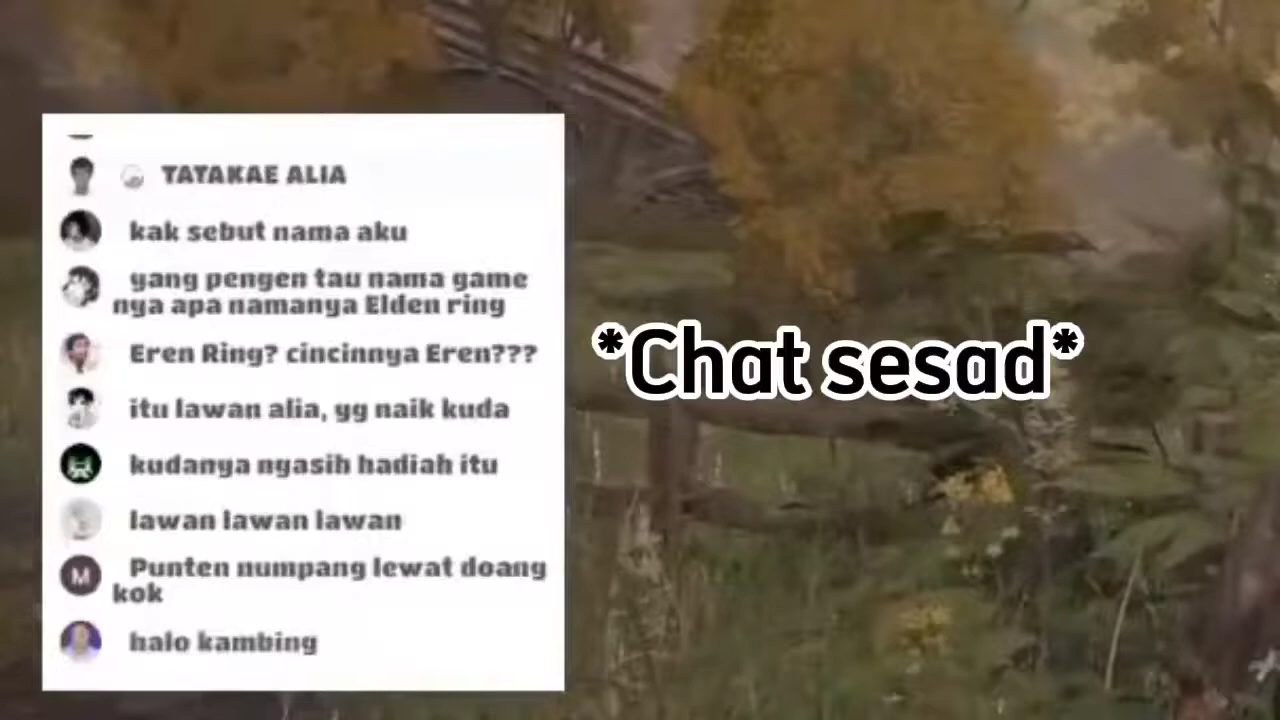 TATAKAE ALIA
kak sebut nama aku
yang pengen tau nama game
nya apa namanya Elden ring
Eren Ring? cincinnya Eren???
itu lawan alia, yg naik kuda
kudanya ngasih hadiah itu
lawan lawan lawan
M
Punten numpang lewat doang
kok
halo kambing
*Chat sesad*